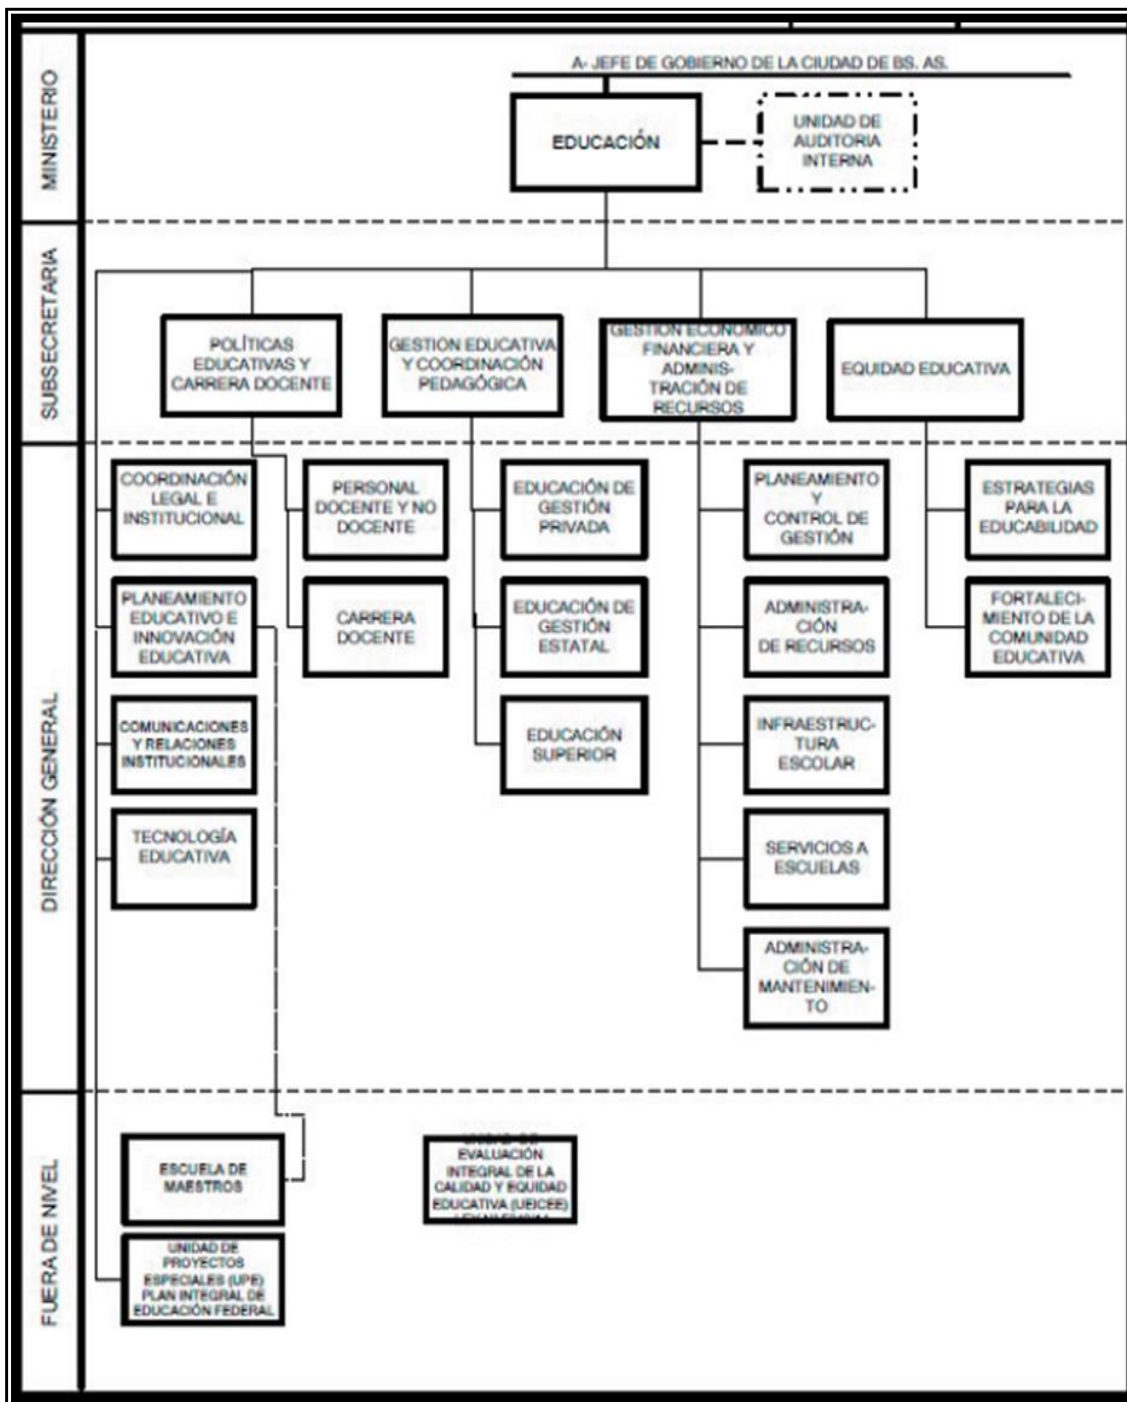 A- JEFE DE GOBIERNO DE LA CIUDAD DE BS. AS.
MINISTERIO
EDUCACIÓN
UNIDAD DE
AUDITORIA
INTERNA
SUBSECRETARIA
POLÍTICAS
EDUCATIVAS Y
CARRERA DOCENTE
GESTION EDUCATIVA
Y COORDINACIÓN
PEDAGÓGICA
GESTION ECONOMICO
FINANCIERA Y
ADMINIS-
TRACIÓN DE
RECURSOS
EQUIDAD EDUCATIVA
DIRECCIÓN GENERAL
COORDINACIÓN
LEGAL E
INSTITUCIONAL
PERSONAL
DOCENTE Y NO
DOCENTE
EDUCACIÓN DE
GESTIÓN
PRIVADA
PLANEAMIENTO
Y
CONTROL DE
GESTIÓN
ESTRATEGIAS
PARA LA
EDUCABILIDAD
PLANEAMIENTO
EDUCATIVO E
INNOVACIÓN
EDUCATIVA
CARRERA
DOCENTE
EDUCACIÓN DE
GESTIÓN
ESTATAL
ADMINISTRA-
CIÓN
DE RECURSOS
FORTALECI-
MIENTO DE LA
COMUNIDAD
EDUCATIVA
COMUNICACIONES
Y RELACIONES
INSTITUCIONALES
EDUCACIÓN
SUPERIOR
INFRAESTRUC-
TURA
ESCOLAR
TECNOLOGÍA
EDUCATIVA
SERVICIOS A
ESCUELAS
ADMINISTRA-
CIÓN DE
MANTENIMIEN-
TO
FUERA DE NIVEL
ESCUELA DE
MAESTROS
UNIDAD DE
EVALUACIÓN
INTEGRAL DE LA
CALIDAD Y EQUIDAD
EDUCATIVA (UEICEE)
UNIDAD DE
PROYECTOS
ESPECIALES (UPE)
PLAN INTEGRAL DE
EDUCACIÓN FEDERAL